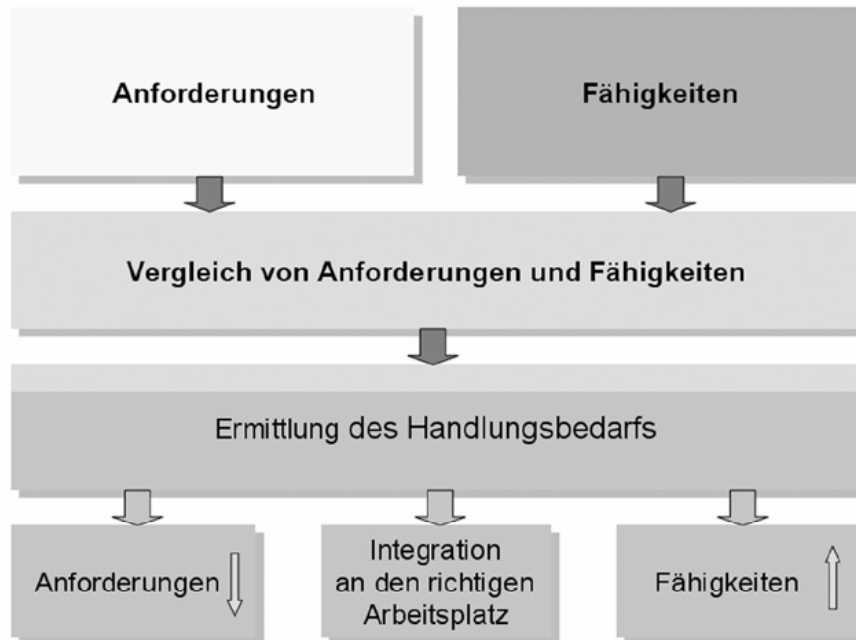 Anforderungen
Fähigkeiten
Vergleich von Anforderungen und Fähigkeiten
Ermittlung des Handlungsbedarfs
Anforderungen
Integration
an den richtigen
Arbeitsplatz
Fähigkeiten